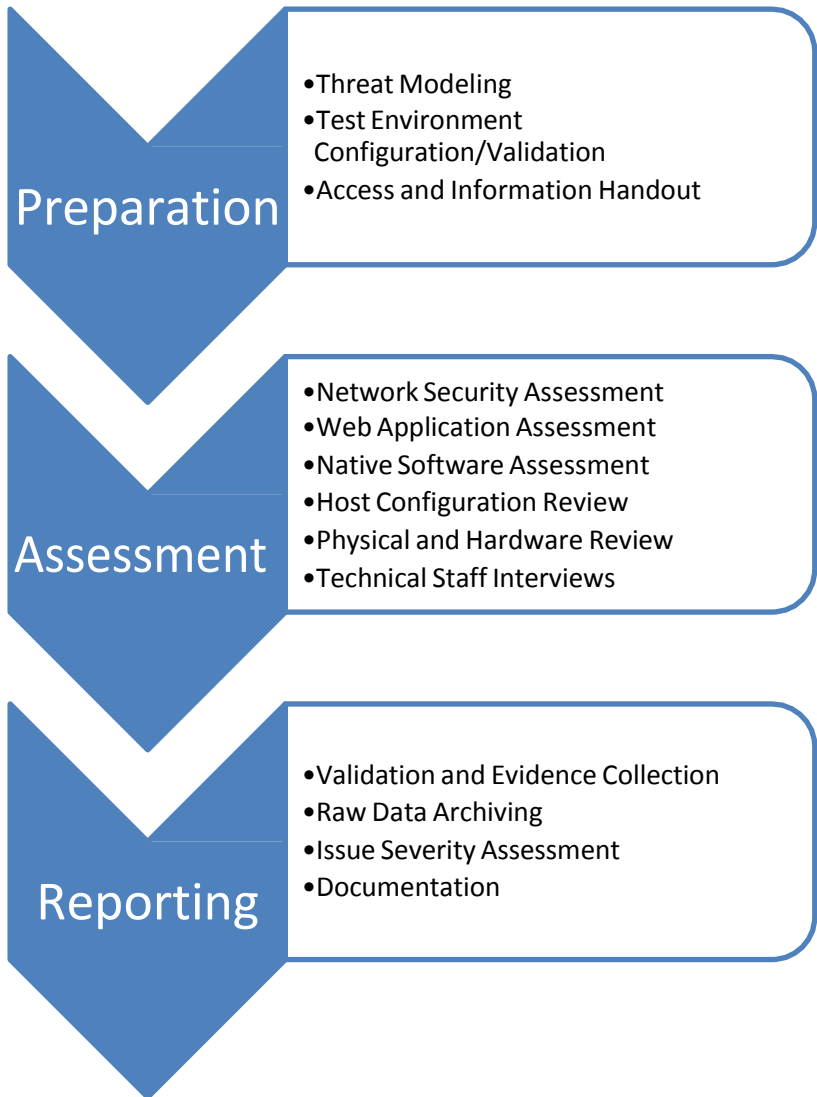 Preparation
•Threat Modeling
•Test Environment
Configuration/Validation
•Access and Information Handout
Assessment
•Network Security Assessment
•Web Application Assessment
•Native Software Assessment
•Host Configuration Review
•Physical and Hardware Review
•Technical Staff Interviews
Reporting
•Validation and Evidence Collection
•Raw Data Archiving
•Issue Severity Assessment
•Documentation